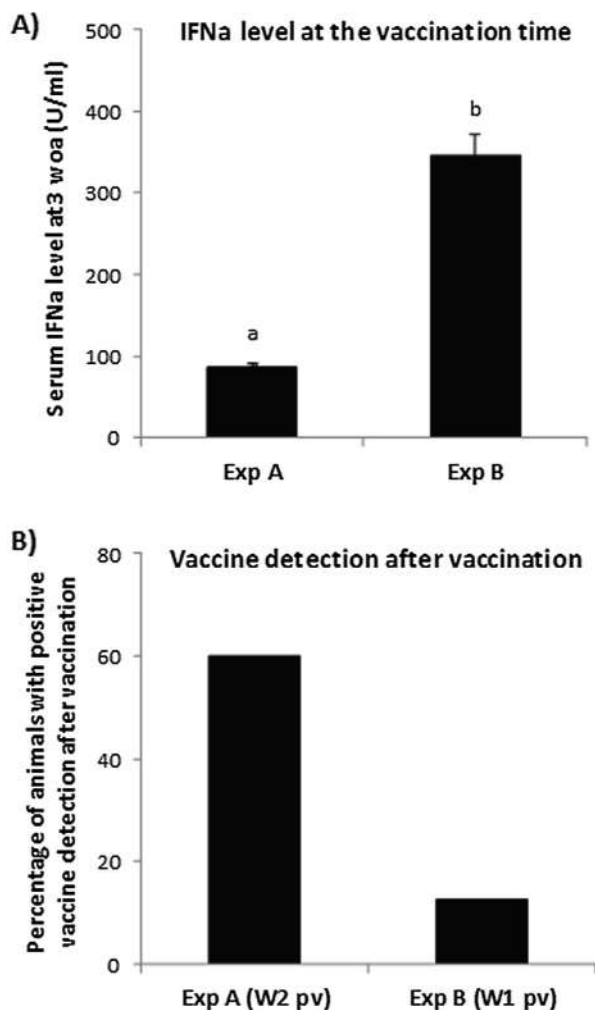 A)
IFNa level at the vaccination time
Serum IFNa level at3 woa (U/ml)
500
400
300
200
100
0
a
b
Exp A
Exp B
B)
Vaccine detection after vaccination
Percentage of animals with positive
vaccine detection after vaccination
80
60
40
20
0
Exp A (W2 pv)
Exp B (W1 pv)